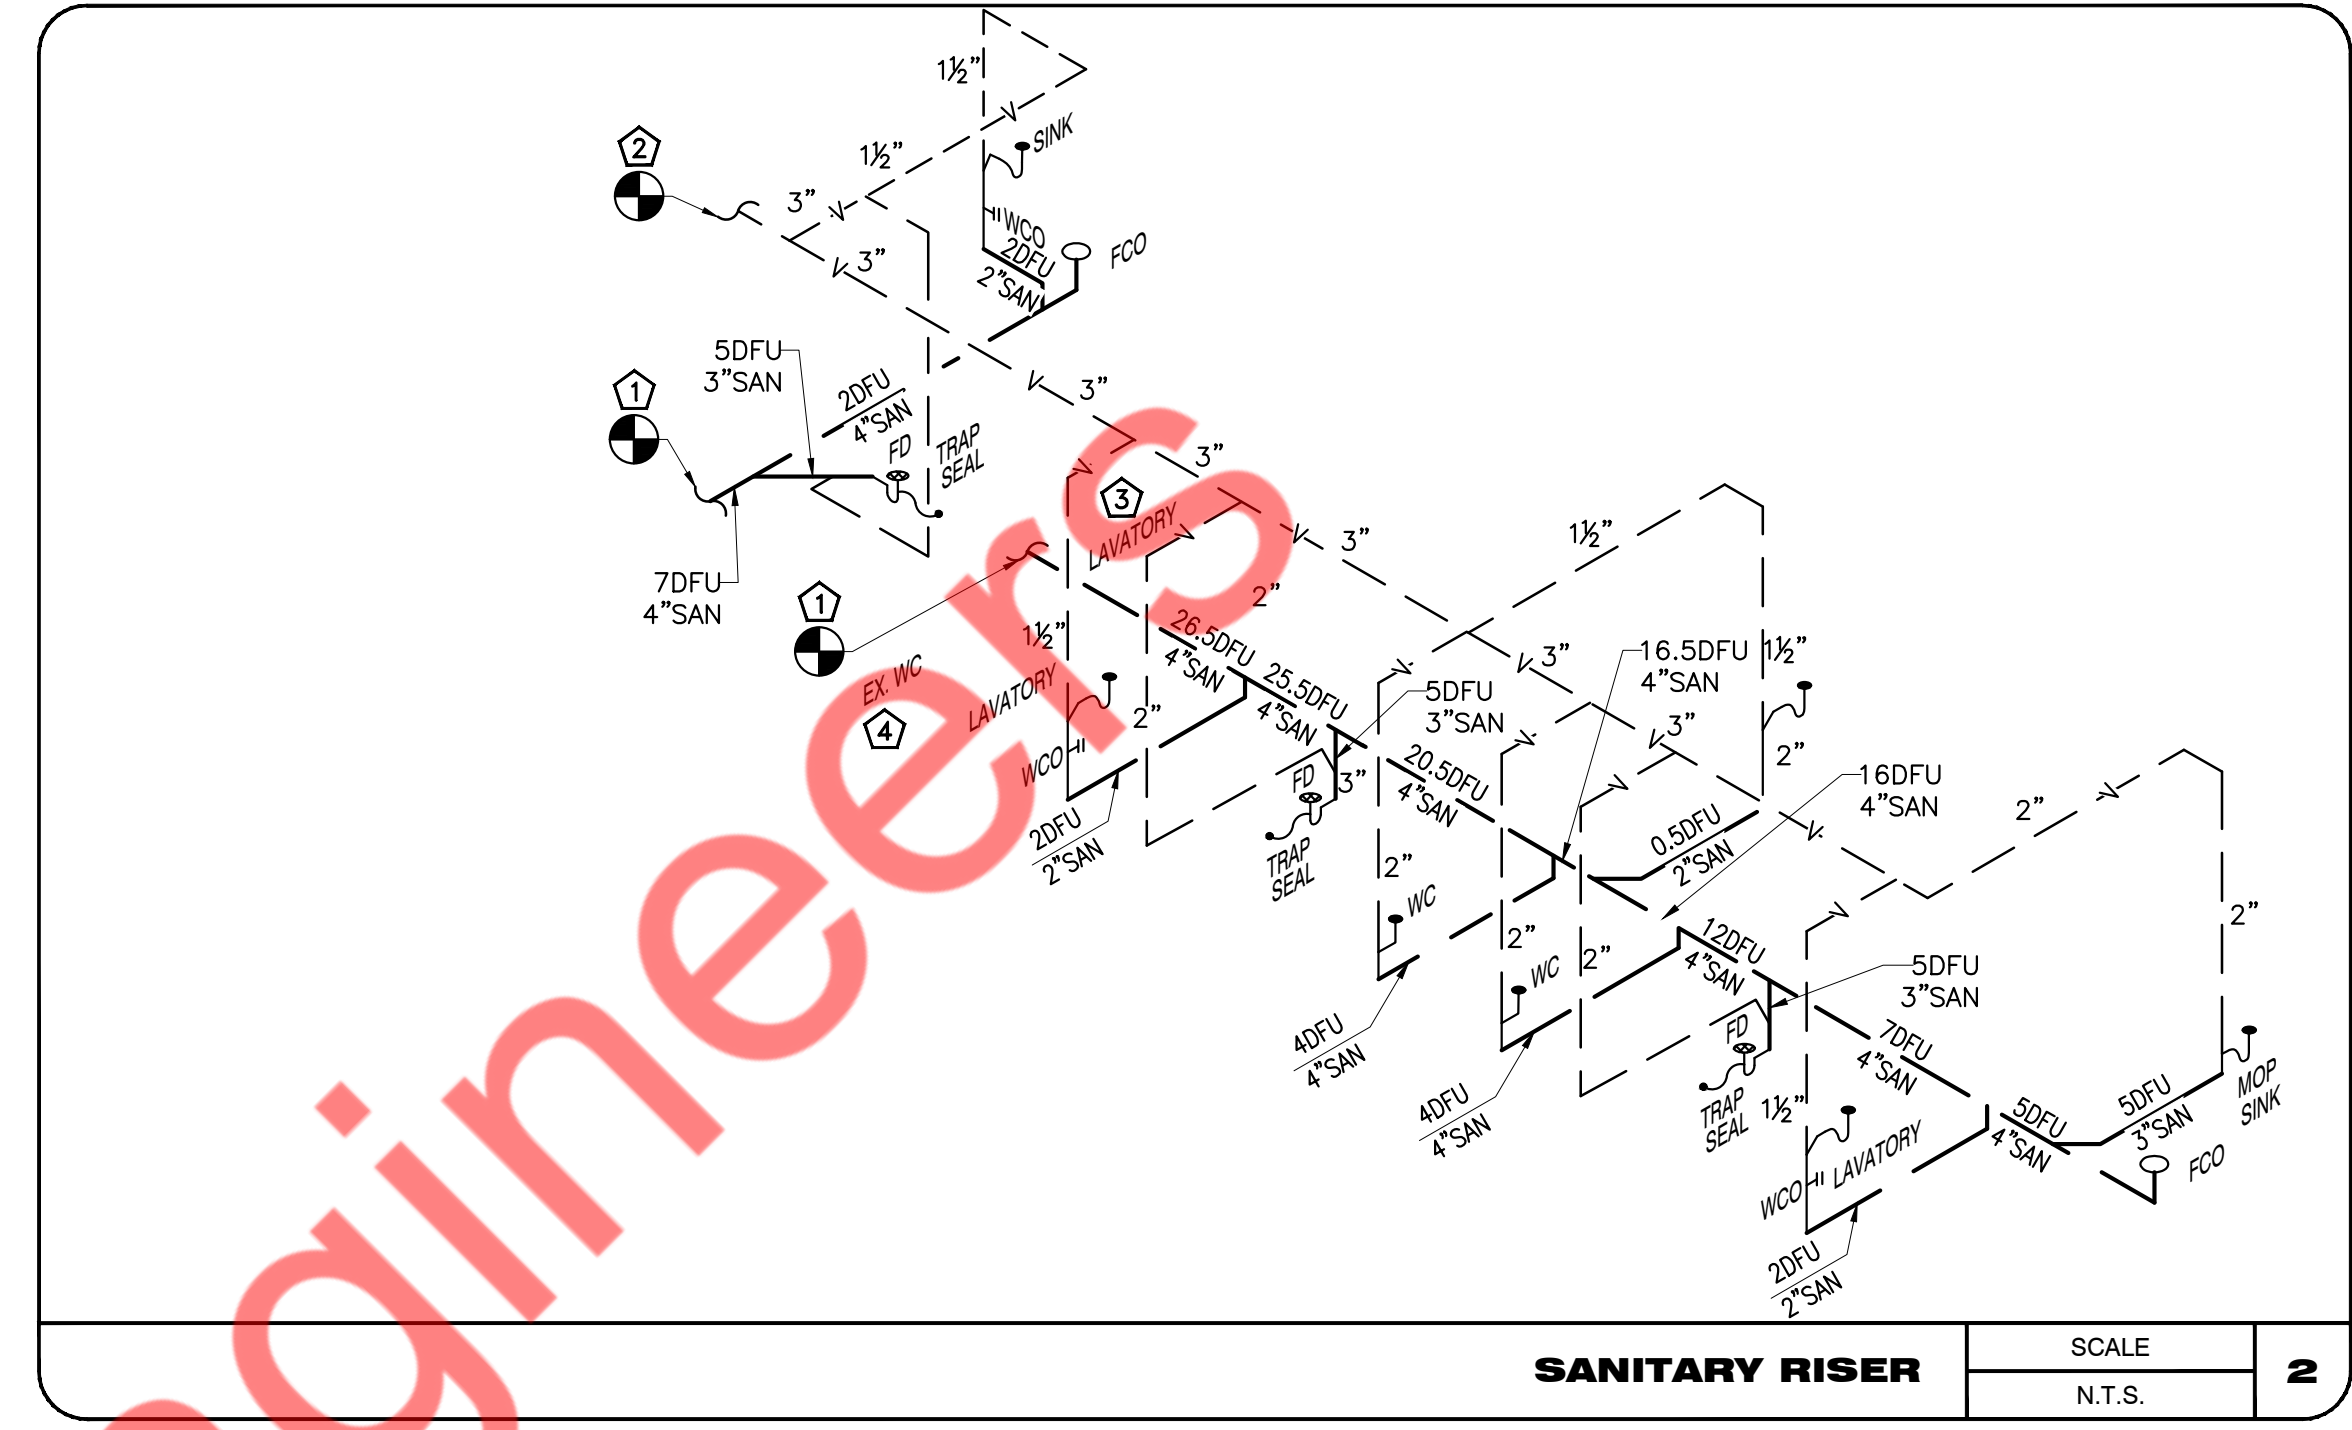 1½”
SINK
2
1½”
3”
WCO
2DFU
2”SAN
FCO
V
V
V
3”
5DFU
3”SAN
1
2DFU
4”SAN
FD
TRAP
SEAL
V
3”
7DFU
4”SAN
V
3
LAVATORY
3”
V
V
3”
1½”
2”
1
EX. WC
4
1½”
LAVATORY
WCO
2”
26.5DFU
4”SAN
25.5DFU
4”SAN
5DFU
3”SAN
V
3”
V
16.5DFU
4”SAN
1½”
2”
V
V
3”
V
3”
FD
TRAP
SEAL
20.5DFU
4”SAN
2DFU
2”SAN
0.5DFU
2”SAN
16DFU
4”SAN
V
2”
V
2”
2”
WC
2”
WC
2”
V
12DFU
4”SAN
5DFU
3”SAN
4DFU
4”SAN
4DFU
4”SAN
FD
TRAP
SEAL
1½”
7DFU
4”SAN
5DFU
4”SAN
5DFU
3”SAN
MOP
SINK
FCO
WCO
LAVATORY
2DFU
2”SAN
gineers
SANITARY RISER
SCALE
N.T.S.
2